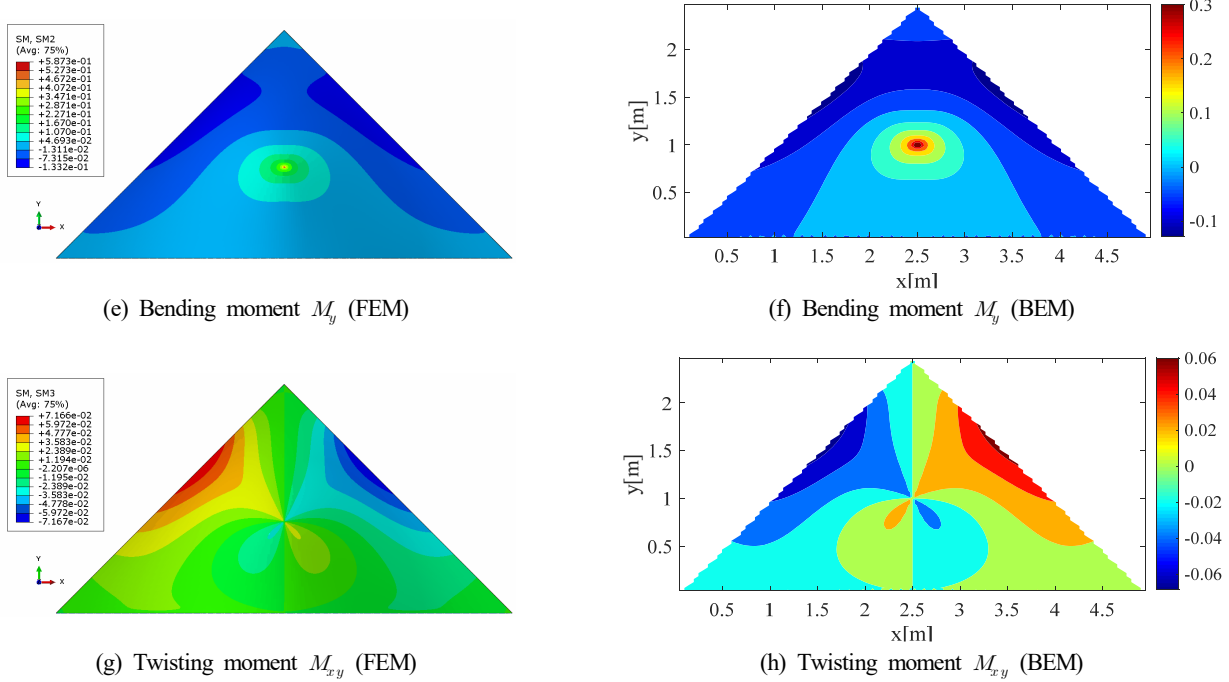 SM, SM2
(Avg: 75%)
+5.873e-01
+5.273e-01
+4.672e-01
+4.072e-01
+3.471e-01
+2.871e-01
+2.271e-01
+1.670e-01
+1.070e-01
+4.693e-02
-1.311e-02
-7.315e-02
-1.332e-01
Y
X
(e) Bending moment M_y (FEM)
0.3
0.2
0.1
0
-0.1
2
1.5
1
0.5
y[m]
0.5 1 1.5 2 2.5 3 3.5 4 4.5
x[m]
(f) Bending moment M_y (BEM)
SM, SM3
(Avg: 75%)
+7.166e-02
+5.972e-02
+4.777e-02
+3.583e-02
+2.389e-02
+1.194e-02
-2.207e-06
-1.195e-02
-2.389e-02
-3.583e-02
-4.778e-02
-5.972e-02
-7.167e-02
Y
X
(g) Twisting moment M_xy (FEM)
0.06
0.04
0.02
0
-0.02
-0.04
-0.06
2
1.5
1
0.5
y[m]
0.5 1 1.5 2 2.5 3 3.5 4 4.5
x[m]
(h) Twisting moment M_xy (BEM)